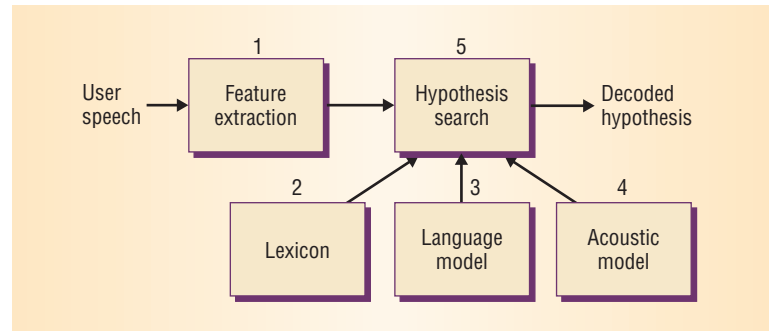 1
5
User
speech
Feature
extraction
Hypothesis
search
Decoded
hypothesis
2
3
4
Lexicon
Language
model
Acoustic
model